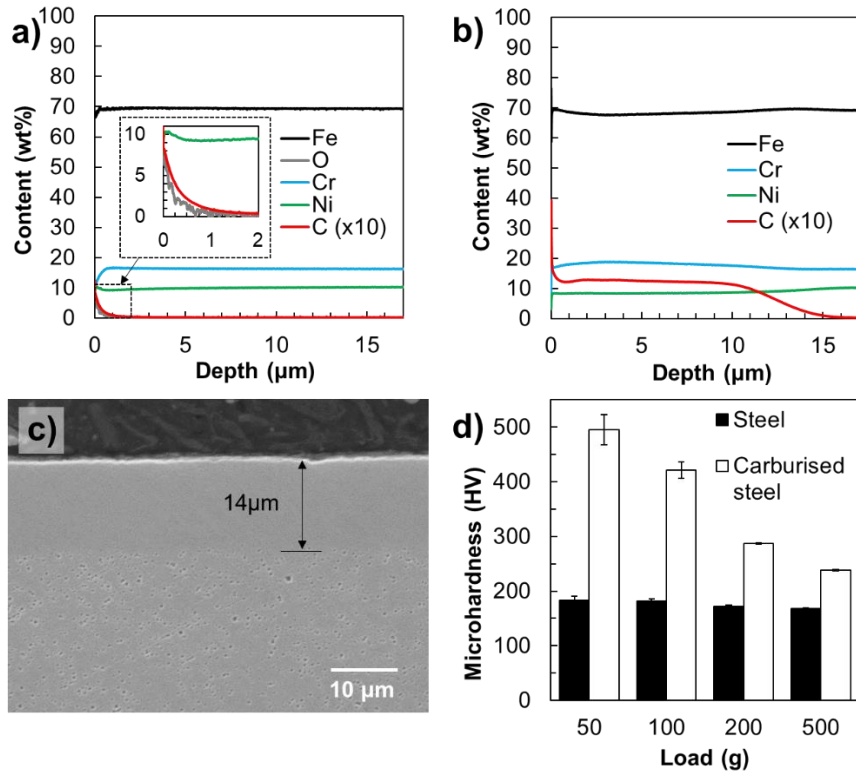 a)
100
90
80
70
60
50
40
30
20
10
0
Content (wt%)
10
5
0
0 1 2
Fe
O
Cr
Ni
C (x10)
0 5 10 15
Depth (µm)
b)
100
90
80
70
60
50
40
30
20
10
0
Content (wt%)
Fe
Cr
Ni
C (x10)
0 5 10 15
Depth (µm)
c)
14µm
10 µm
d)
500
400
300
200
100
0
Microhardness (HV)
Steel
Carburised
steel
50 100 200 500
Load (g)